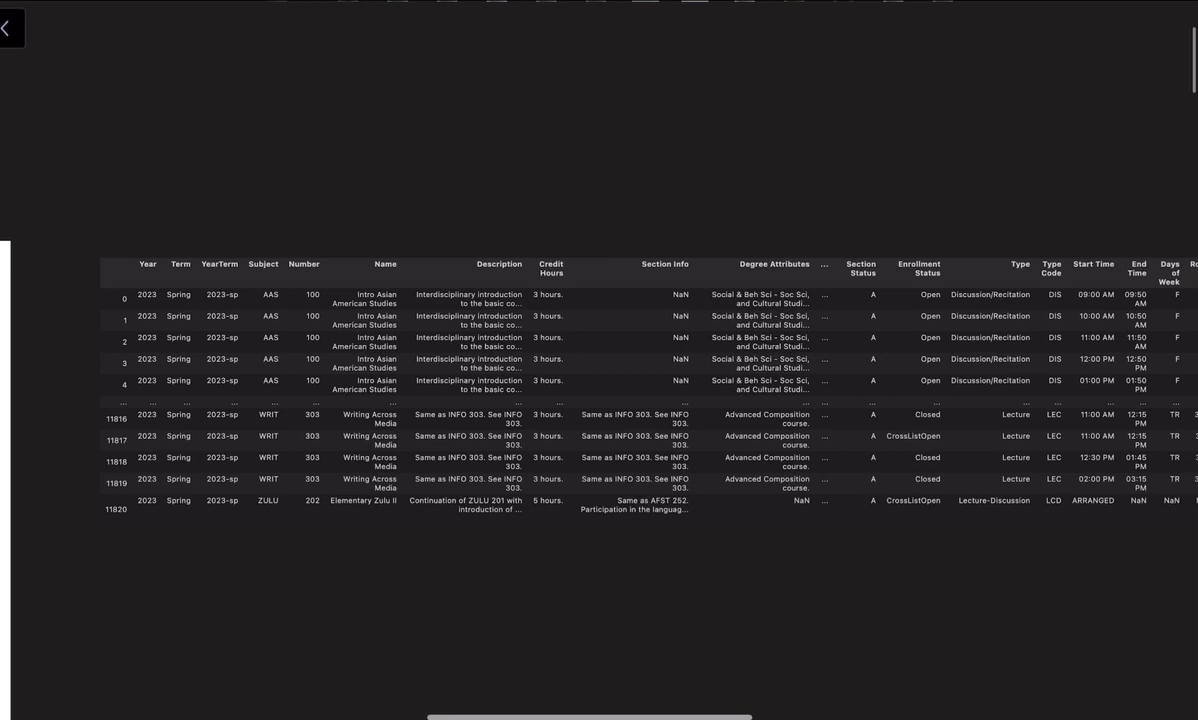 Year Term YearTerm Subject Number Name Description Credit Hours Section Info Degree Attributes ... Section Status Enrollment Status Type Type Code Start Time End Time Days of Week
0 2023 Spring 2023-sp AAS 100 Intro Asian American Studies Interdisciplinary introduction to the basic co... 3 hours. NaN Social & Beh Sci - Soc Sci, and Cultural Studi... ... A Open Discussion/Recitation DIS 09:00 AM 09:50 AM F
1 2023 Spring 2023-sp AAS 100 Intro Asian American Studies Interdisciplinary introduction to the basic co... 3 hours. NaN Social & Beh Sci - Soc Sci, and Cultural Studi... ... A Open Discussion/Recitation DIS 10:00 AM 10:50 AM F
2 2023 Spring 2023-sp AAS 100 Intro Asian American Studies Interdisciplinary introduction to the basic co... 3 hours. NaN Social & Beh Sci - Soc Sci, and Cultural Studi... ... A Open Discussion/Recitation DIS 11:00 AM 11:50 AM F
3 2023 Spring 2023-sp AAS 100 Intro Asian American Studies Interdisciplinary introduction to the basic co... 3 hours. NaN Social & Beh Sci - Soc Sci, and Cultural Studi... ... A Open Discussion/Recitation DIS 12:00 PM 12:50 PM F
4 2023 Spring 2023-sp AAS 100 Intro Asian American Studies Interdisciplinary introduction to the basic co... 3 hours. NaN Social & Beh Sci - Soc Sci, and Cultural Studi... ... A Open Discussion/Recitation DIS 01:00 PM 01:50 PM F
... ... ... ... ... ... ... ... ... ... ... ... ... ... ... ... ... ... ...
11816 2023 Spring 2023-sp WRIT 303 Writing Across Media Same as INFO 303. See INFO 303. 3 hours. Same as INFO 303. See INFO 303. Advanced Composition course. ... A Closed Lecture LEC 11:00 AM 12:15 PM TR
11817 2023 Spring 2023-sp WRIT 303 Writing Across Media Same as INFO 303. See INFO 303. 3 hours. Same as INFO 303. See INFO 303. Advanced Composition course. ... A CrossListOpen Lecture LEC 11:00 AM 12:15 PM TR
11818 2023 Spring 2023-sp WRIT 303 Writing Across Media Same as INFO 303. See INFO 303. 3 hours. Same as INFO 303. See INFO 303. Advanced Composition course. ... A Closed Lecture LEC 12:30 PM 01:45 PM TR
11819 2023 Spring 2023-sp WRIT 303 Writing Across Media Same as INFO 303. See INFO 303. 3 hours. Same as INFO 303. See INFO 303. Advanced Composition course. ... A Closed Lecture LEC 02:00 PM 03:15 PM TR
11820 2023 Spring 2023-sp ZULU 202 Elementary Zulu II Continuation of ZULU 201 with introduction of ... 5 hours. Same as AFST 252. Participation in the languag... NaN ... A CrossListOpen Lecture-Discussion LCD ARRANGED NaN NaN